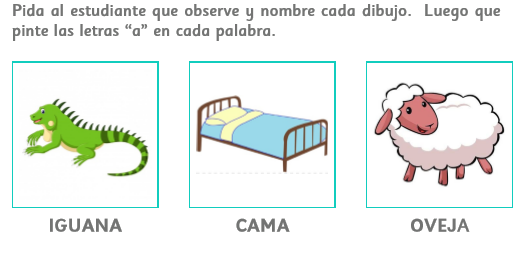 Pida al estudiante que observe y nombre cada dibujo. Luego que
pinte las letras “a” en cada palabra.
IGUANA
CAMA
OVEJA